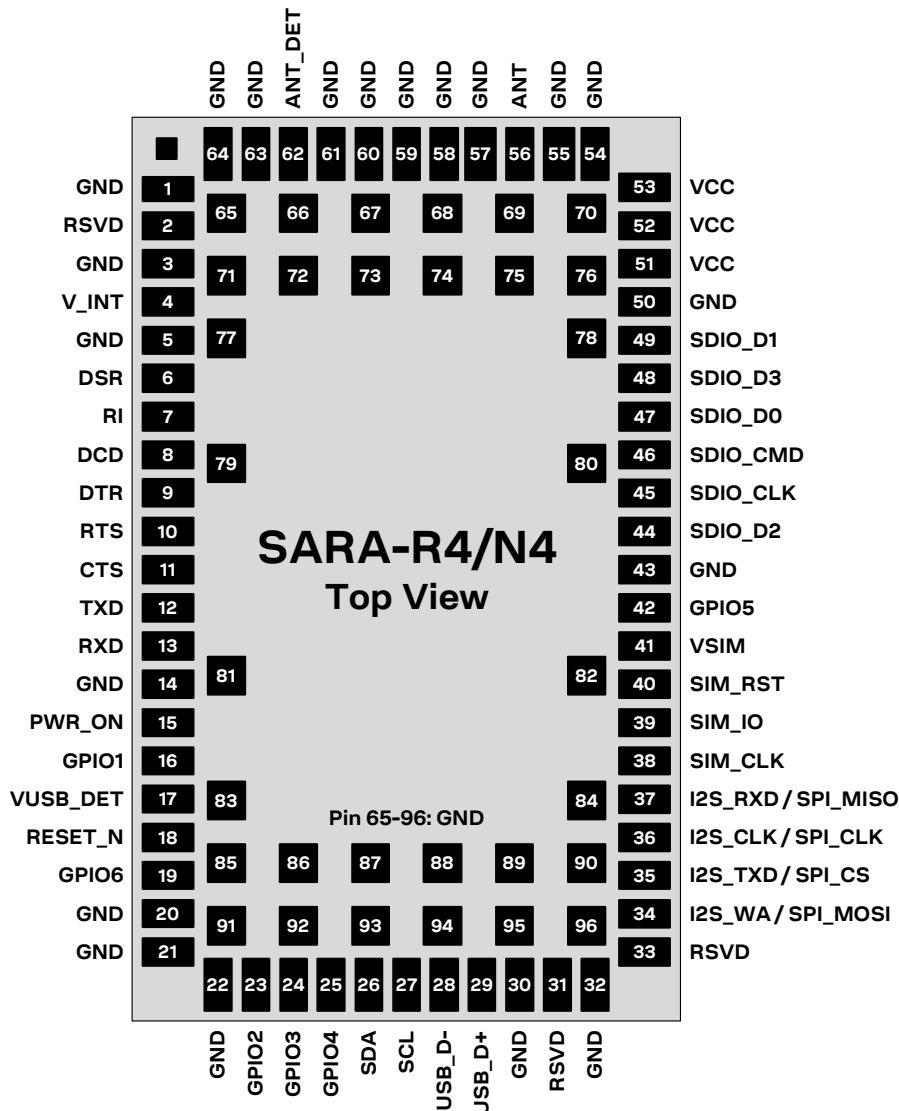 GND GND ANT_DET GND GND GND GND GND ANT GND GND
64 63 62 61 60 59 58 57 56 55 54
GND 1 53 VCC
65 66 67 68 69 70
RSVD 2 52 VCC
GND 3 51 VCC
71 72 73 74 75 76
V_INT 4 50 GND
GND 5 77 78 49 SDIO_D1
DSR 6 48 SDIO_D3
RI 7 47 SDIO_D0
DCD 8 79 80 46 SDIO_CMD
DTR 9 45 SDIO_CLK
RTS 10 44 SDIO_D2
SARA-R4/N4
CTS 11 43 GND
Top View
TXD 12 42 GPIO5
RXD 13 41 VSIM
GND 14 81 82 40 SIM_RST
PWR_ON 15 39 SIM_IO
GPIO1 16 38 SIM_CLK
VUSB_DET 17 83 84 37 I2S_RXD / SPI_MISO
Pin 65-96: GND
RESET_N 18 36 I2S_CLK / SPI_CLK
85 86 87 88 89 90
GPIO6 19 35 I2S_TXD / SPI_CS
GND 20 34 I2S_WA / SPI_MOSI
91 92 93 94 95 96
GND 21 33 RSVD
22 23 24 25 26 27 28 29 30 31 32
GND GPIO2 GPIO3 GPIO4 SDA SCL USB_D- USB_D+ GND RSVD GND